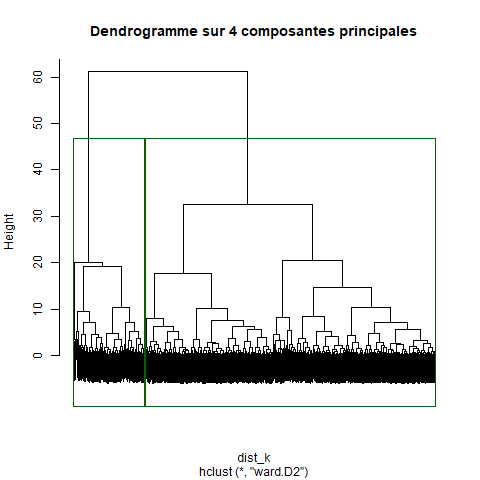 Dendrogramme sur 4 composantes principales
Height
60
50
40
30
20
10
0
dist_k
hclust (*, "ward.D2")